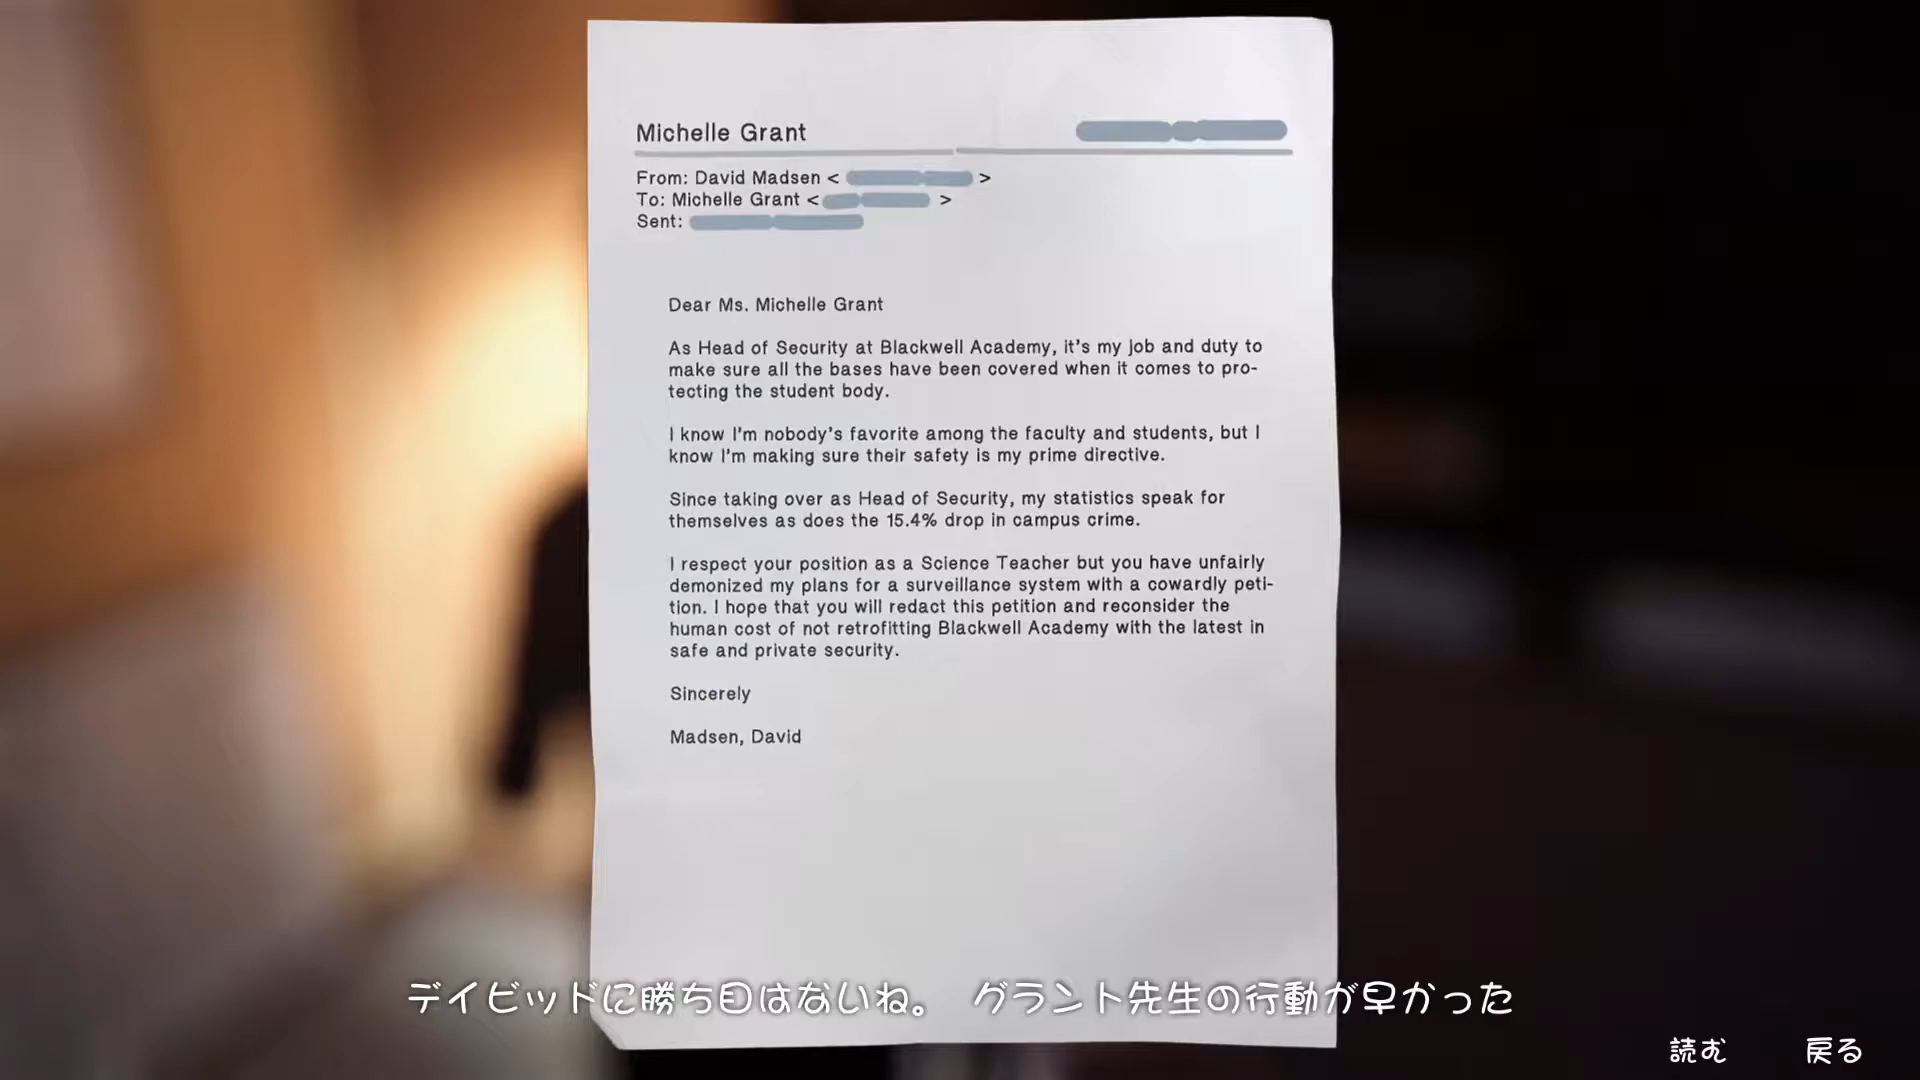 Michelle Grant
From: David Madsen < >
To: Michelle Grant < >
Sent:
Dear Ms. Michelle Grant
As Head of Security at Blackwell Academy, it's my job and duty to
make sure all the bases have been covered when it comes to pro-
tecting the student body.
I know I'm nobody's favorite among the faculty and students, but I
know I'm making sure their safety is my prime directive.
Since taking over as Head of Security, my statistics speak for
themselves as does the 15.4% drop in campus crime.
I respect your position as a Science Teacher but you have unfairly
demonized my plans for a surveillance system with a cowardly peti-
tion. I hope that you will redact this petition and reconsider the
human cost of not retrofitting Blackwell Academy with the latest in
safe and private security.
Sincerely
Madsen, David
デイビッドに勝ち目はないね。 グラント先生の行動が早かった
読む 戻る